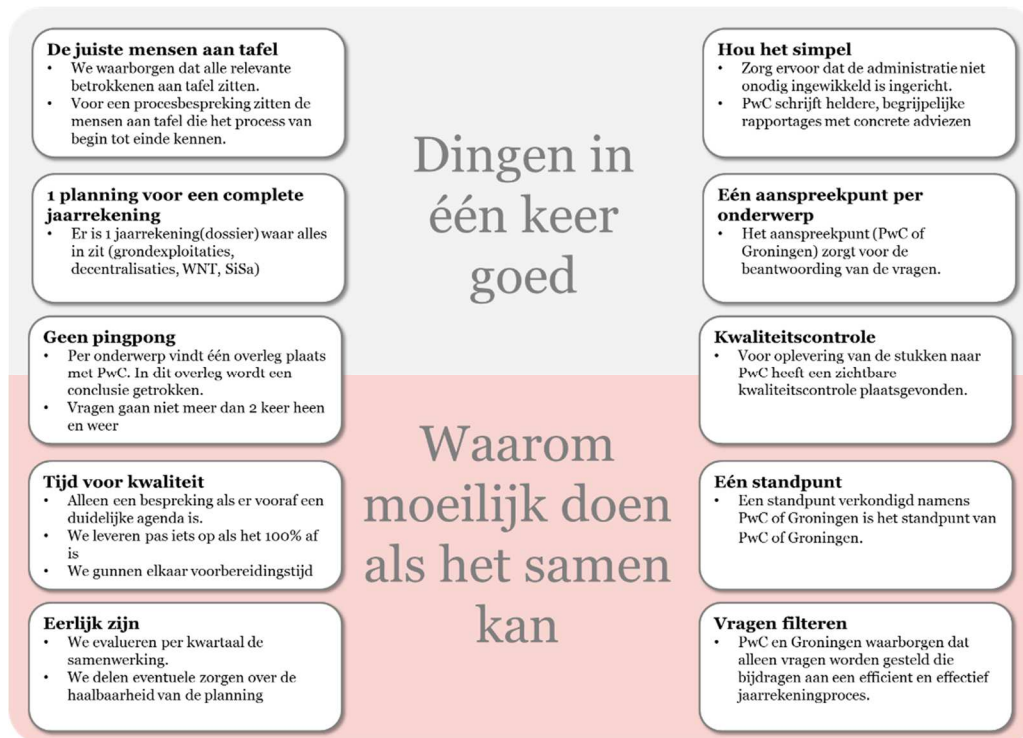 De juiste mensen aan tafel
• We waarborgen dat alle relevante
betrokkenen aan tafel zitten.
• Voor een procesbespreking zitten de
mensen aan tafel die het process van
begin tot einde kennen.
1 planning voor een complete
jaarrekening
• Er is 1 jaarrekening(dossier) waar alles
in zit (grondexploitaties,
decentralisaties, WNT, SiSa)
Geen pingpong
• Per onderwerp vindt één overleg plaats
met PwC. In dit overleg wordt een
conclusie getrokken.
• Vragen gaan niet meer dan 2 keer heen
en weer
Tijd voor kwaliteit
• Alleen een bespreking als er vooraf een
duidelijke agenda is.
• We leveren pas iets op als het 100% af
is
• We gunnen elkaar voorbereidingstijd
Eerlijk zijn
• We evalueren per kwartaal de
samenwerking.
• We delen eventuele zorgen over de
haalbaarheid van de planning
Dingen in
één keer
goed
Waarom
moeilijk doen
als het samen
kan
Hou het simpel
• Zorg ervoor dat de administratie niet
onodig ingewikkeld is ingericht.
• PwC schrijft heldere, begrijpelijke
rapportages met concrete adviezen
Eén aanspreekpunt per
onderwerp
• Het aanspreekpunt (PwC of
Groningen) zorgt voor de
beantwoording van de vragen.
Kwaliteitscontrole
• Voor oplevering van de stukken naar
PwC heeft een zichtbare
kwaliteitscontrole plaatsgevonden.
Eén standpunt
• Een standpunt verkondigd namens
PwC of Groningen is het standpunt van
PwC of Groningen.
Vragen filteren
• PwC en Groningen waarborgen dat
alleen vragen worden gesteld die
bijdragen aan een efficient en effectief
jaarrekeningproces.